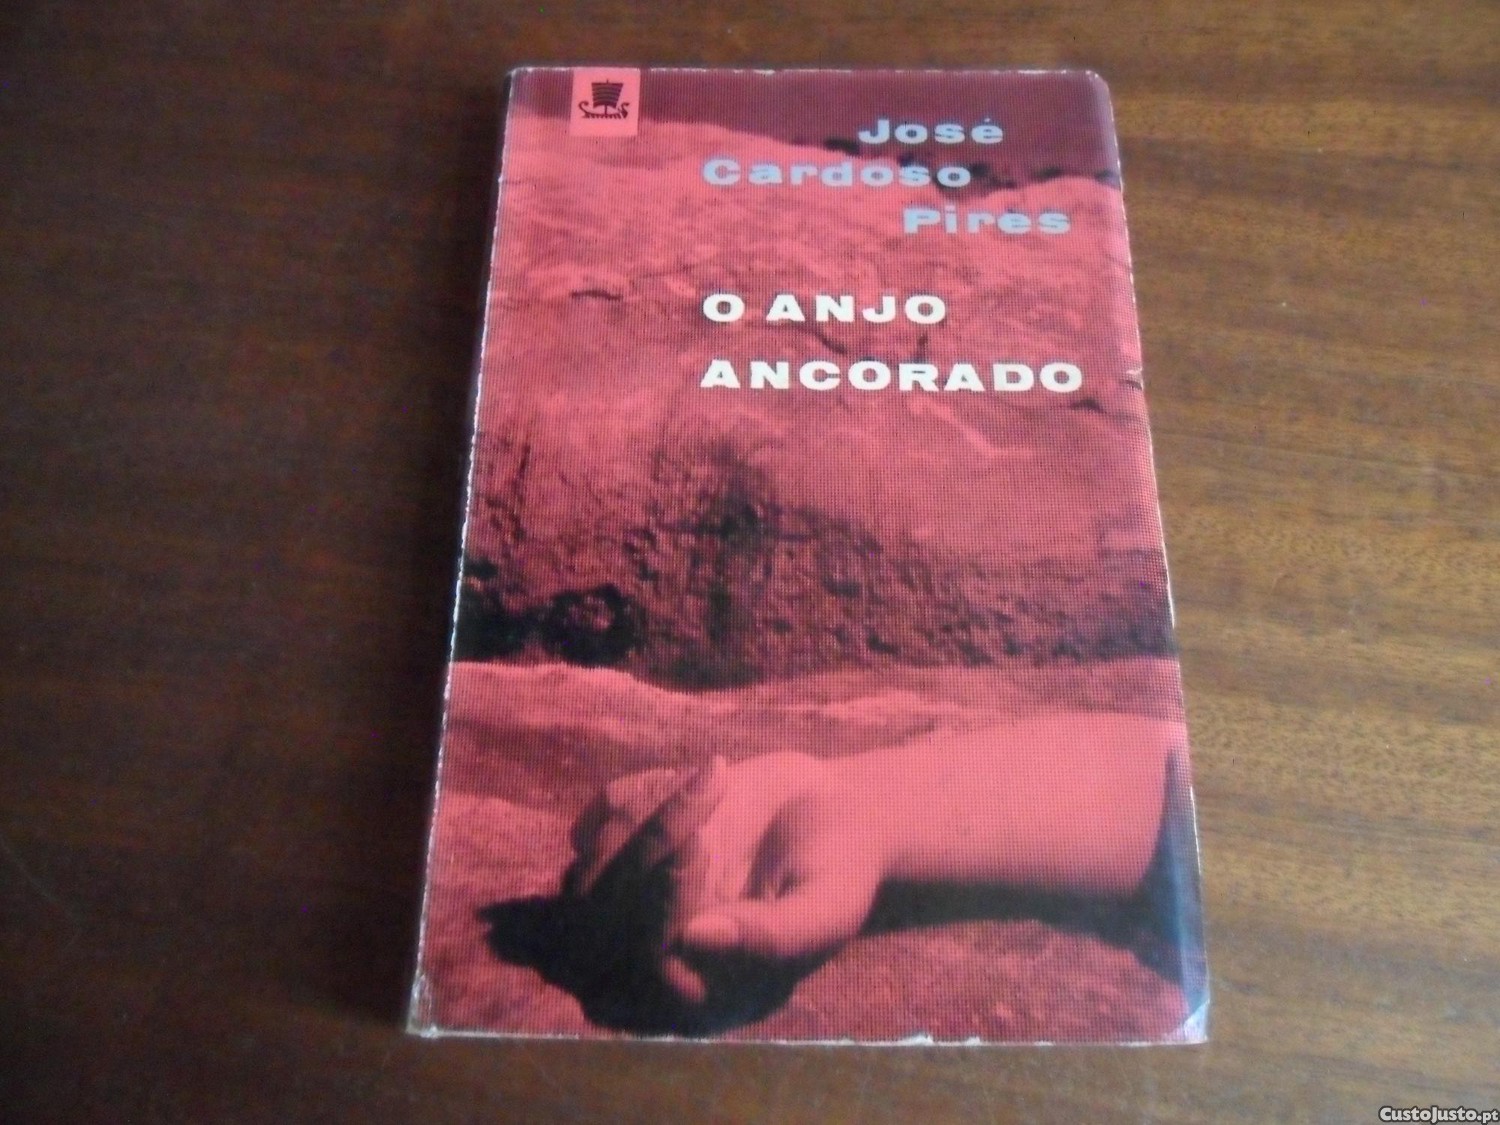 José
Cardoso
Pires
O ANJO
ANCORADO
CustoJusto.pt